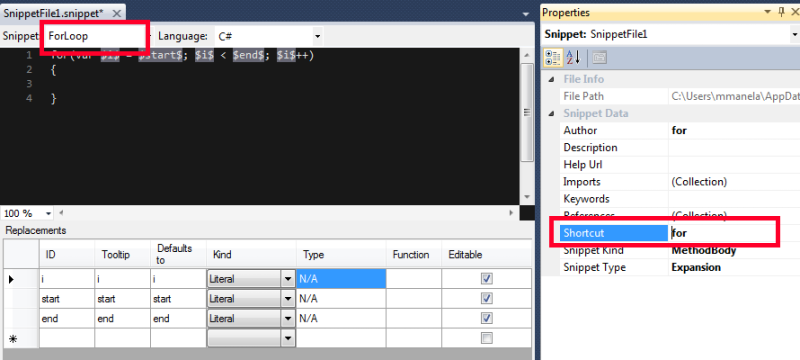 SnippetFile1.snippet*
Snippet: ForLoop Language: C#
1 for(var $i$ = $start$; $i$ < $end$; $i$++)
2 {
3
4 }
100 %
Replacements
ID Tooltip Defaults to Kind Type Function Editable
i i i Literal N/A
start start start Literal N/A
end end end Literal N/A
Properties
Snippet: SnippetFile1
File Info
File Path C:\Users\mmanela\AppDat
Snippet Data
Author for
Description
Help Url
Imports (Collection)
Keywords
References (Collection)
Shortcut for
Snippet Kind MethodBody
Snippet Type Expansion